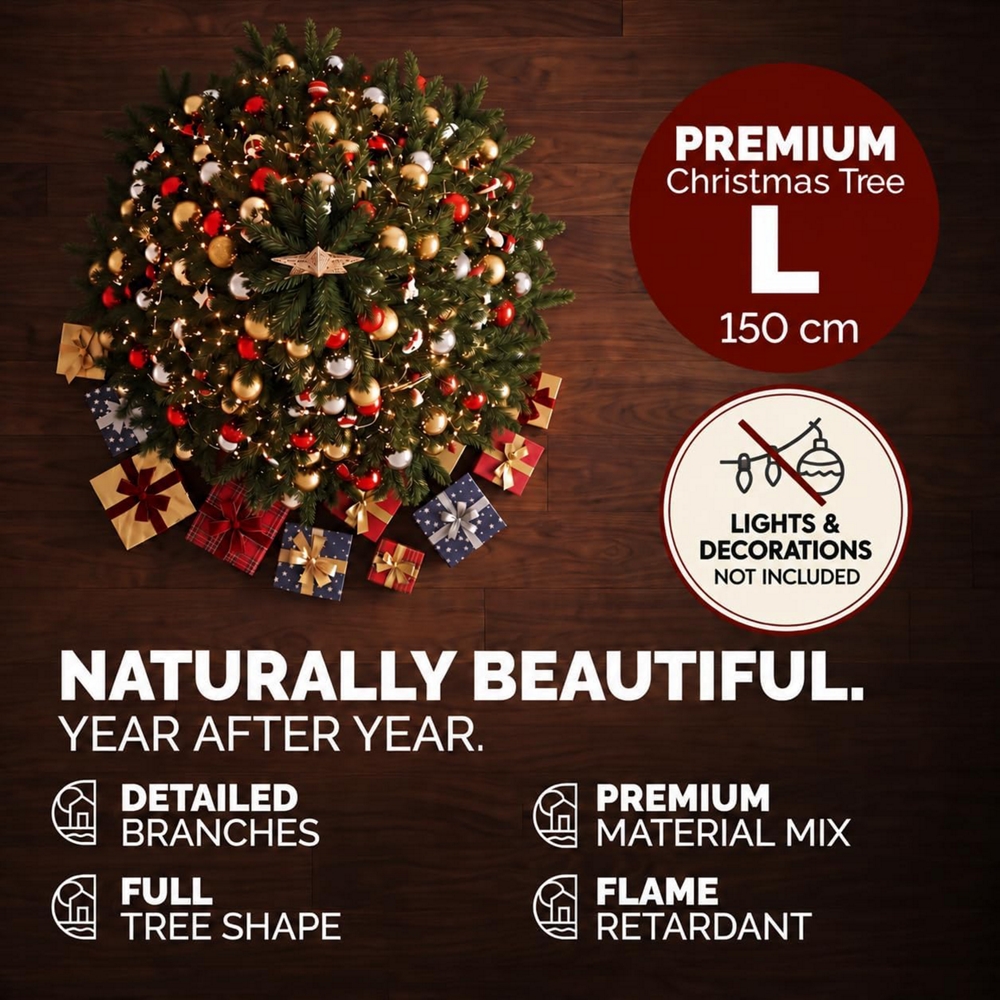 PREMIUM
Christmas Tree
L
150 cm
LIGHTS &
DECORATIONS
NOT INCLUDED
NATURALLY BEAUTIFUL.
YEAR AFTER YEAR.
DETAILED
BRANCHES
PREMIUM
MATERIAL MIX
FULL
TREE SHAPE
FLAME
RETARDANT